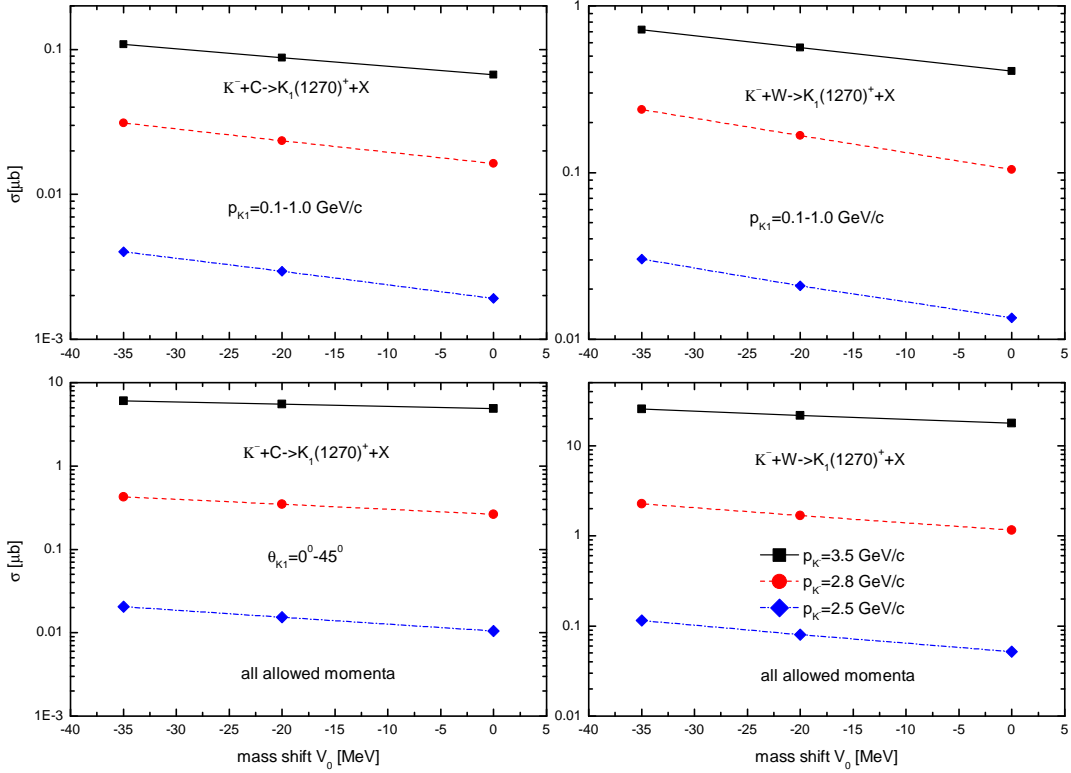 0.1
0.01
1E-3
σ[μb]
K⁻+C->K₁(1270)⁺+X
p_K1=0.1-1.0 GeV/c
-40 -35 -30 -25 -20 -15 -10 -5 0 5
1
0.1
0.01
K⁻+W->K₁(1270)⁺+X
p_K1=0.1-1.0 GeV/c
-40 -35 -30 -25 -20 -15 -10 -5 0 5
10
1
0.1
0.01
1E-3
σ [μb]
K⁻+C->K₁(1270)⁺+X
θ_K1=0⁰-45⁰
all allowed momenta
-40 -35 -30 -25 -20 -15 -10 -5 0 5
mass shift V₀ [MeV]
10
1
0.1
0.01
K⁻+W->K₁(1270)⁺+X
p_K=3.5 GeV/c
p_K=2.8 GeV/c
p_K=2.5 GeV/c
all allowed momenta
-40 -35 -30 -25 -20 -15 -10 -5 0 5
mass shift V₀ [MeV]